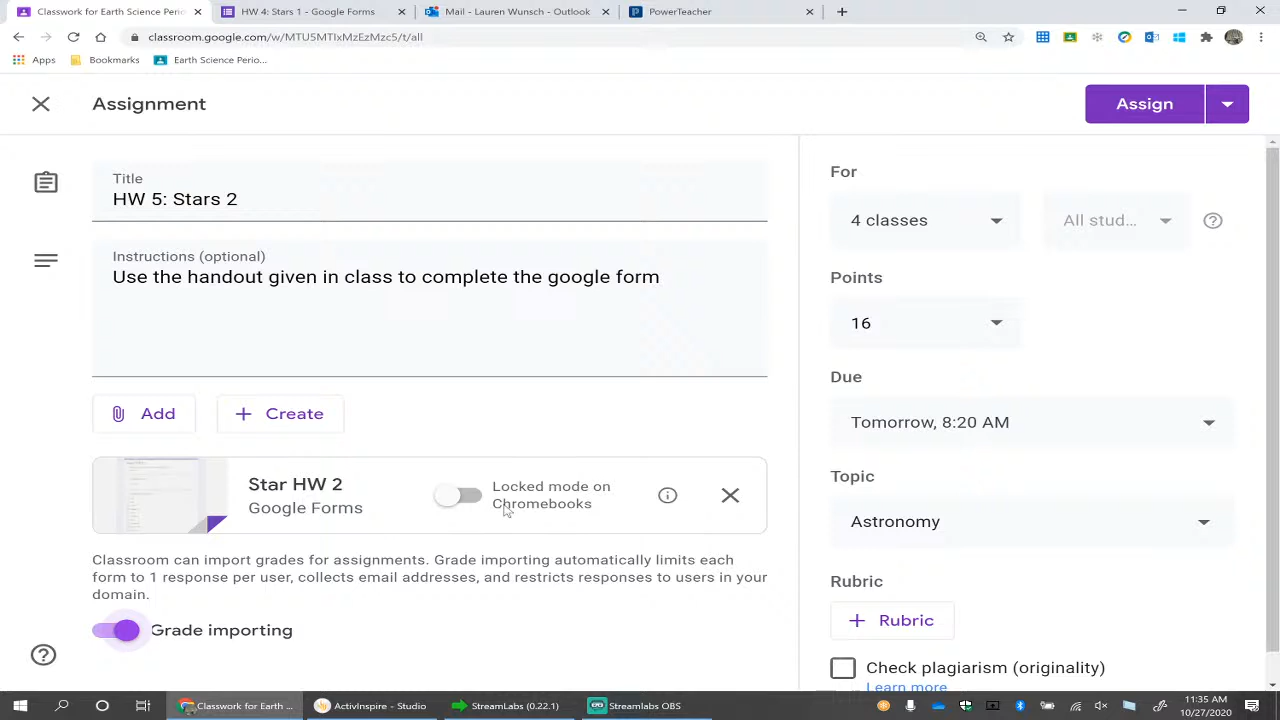 Classwork for Earth Science Perio
HW 4: Stars 1 - Google Forms
Mail - Lauren Wunsch - Outlook
PowerTeacher
classroom.google.com/w/MTU5MTIxMzEzMzc5/t/all
Apps
Bookmarks
Earth Science Perio...
Assignment
Assign
Title
HW 5: Stars 2
Instructions (optional)
Use the handout given in class to complete the google form
Add
Create
Star HW 2
Google Forms
Locked mode on
Chromebooks
Classroom can import grades for assignments. Grade importing automatically limits each
form to 1 response per user, collects email addresses, and restricts responses to users in your
domain.
Grade importing
For
4 classes
All stud...
Points
16
Due
Tomorrow, 8:20 AM
Topic
Astronomy
Rubric
Rubric
Check plagiarism (originality)
Learn more
Classwork for Earth ...
ActivInspire - Studio
StreamLabs (0.22.1)
Streamlabs OBS
11:35 AM
10/27/2020